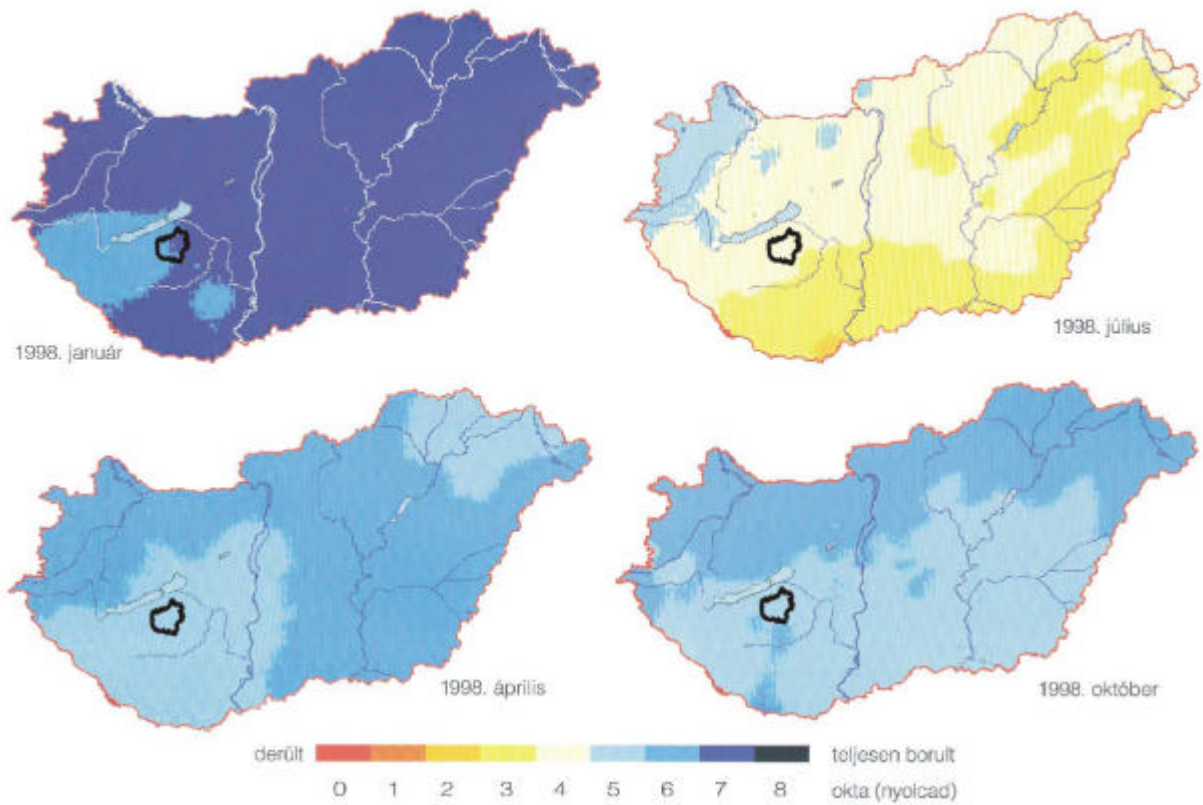 1998. január
1998. július
1998. április
1998. október
derült teljesen borult
0 1 2 3 4 5 6 7 8 okta (nyolcad)